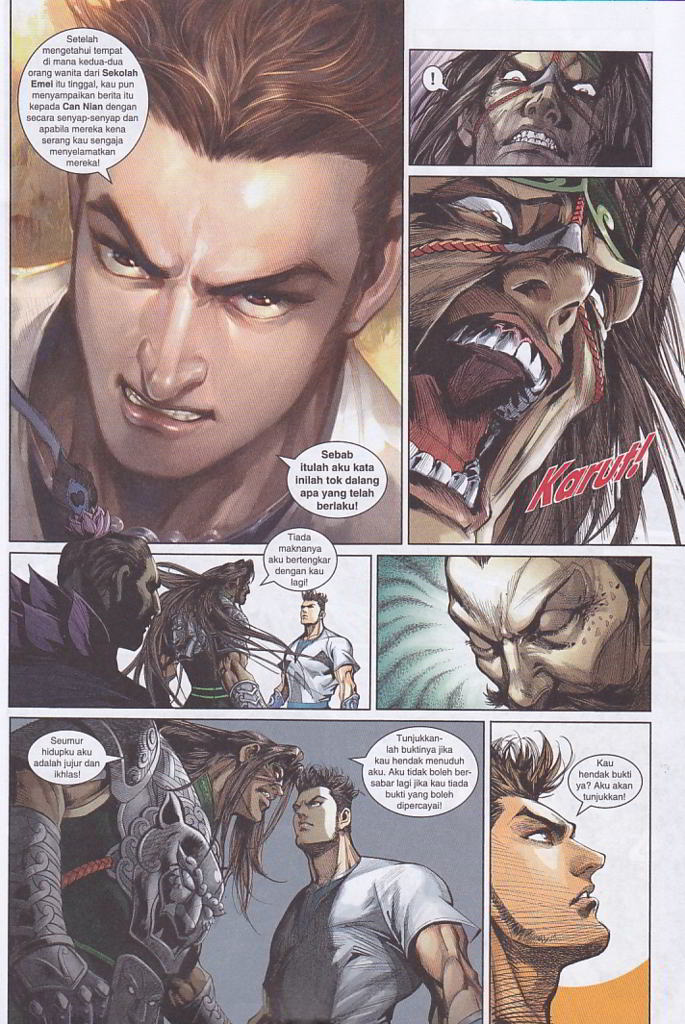 Setelah
mengetahui tempat
di mana kedua-dua
orang wanita dari Sekolah
Emei itu tinggal, kau pun
menyampaikan berita itu
kepada Can Nian dengan
secara senyap-senyap dan
apabila mereka kena
serang kau sengaja
menyelamatkan
mereka!
Sebab
itulah aku kata
inilah tok dalang
apa yang telah
berlaku!
!
Karut!
Tiada
maknanya
aku bertengkar
dengan kau
lagi!
Seumur
hidupku aku
adalah jujur dan
ikhlas!
Tunjukkan-
lah buktinya jika
kau hendak menuduh
aku. Aku tidak boleh ber-
sabar lagi jika kau tiada
bukti yang boleh
dipercayai!
Kau
hendak bukti
ya? Aku akan
tunjukkan!